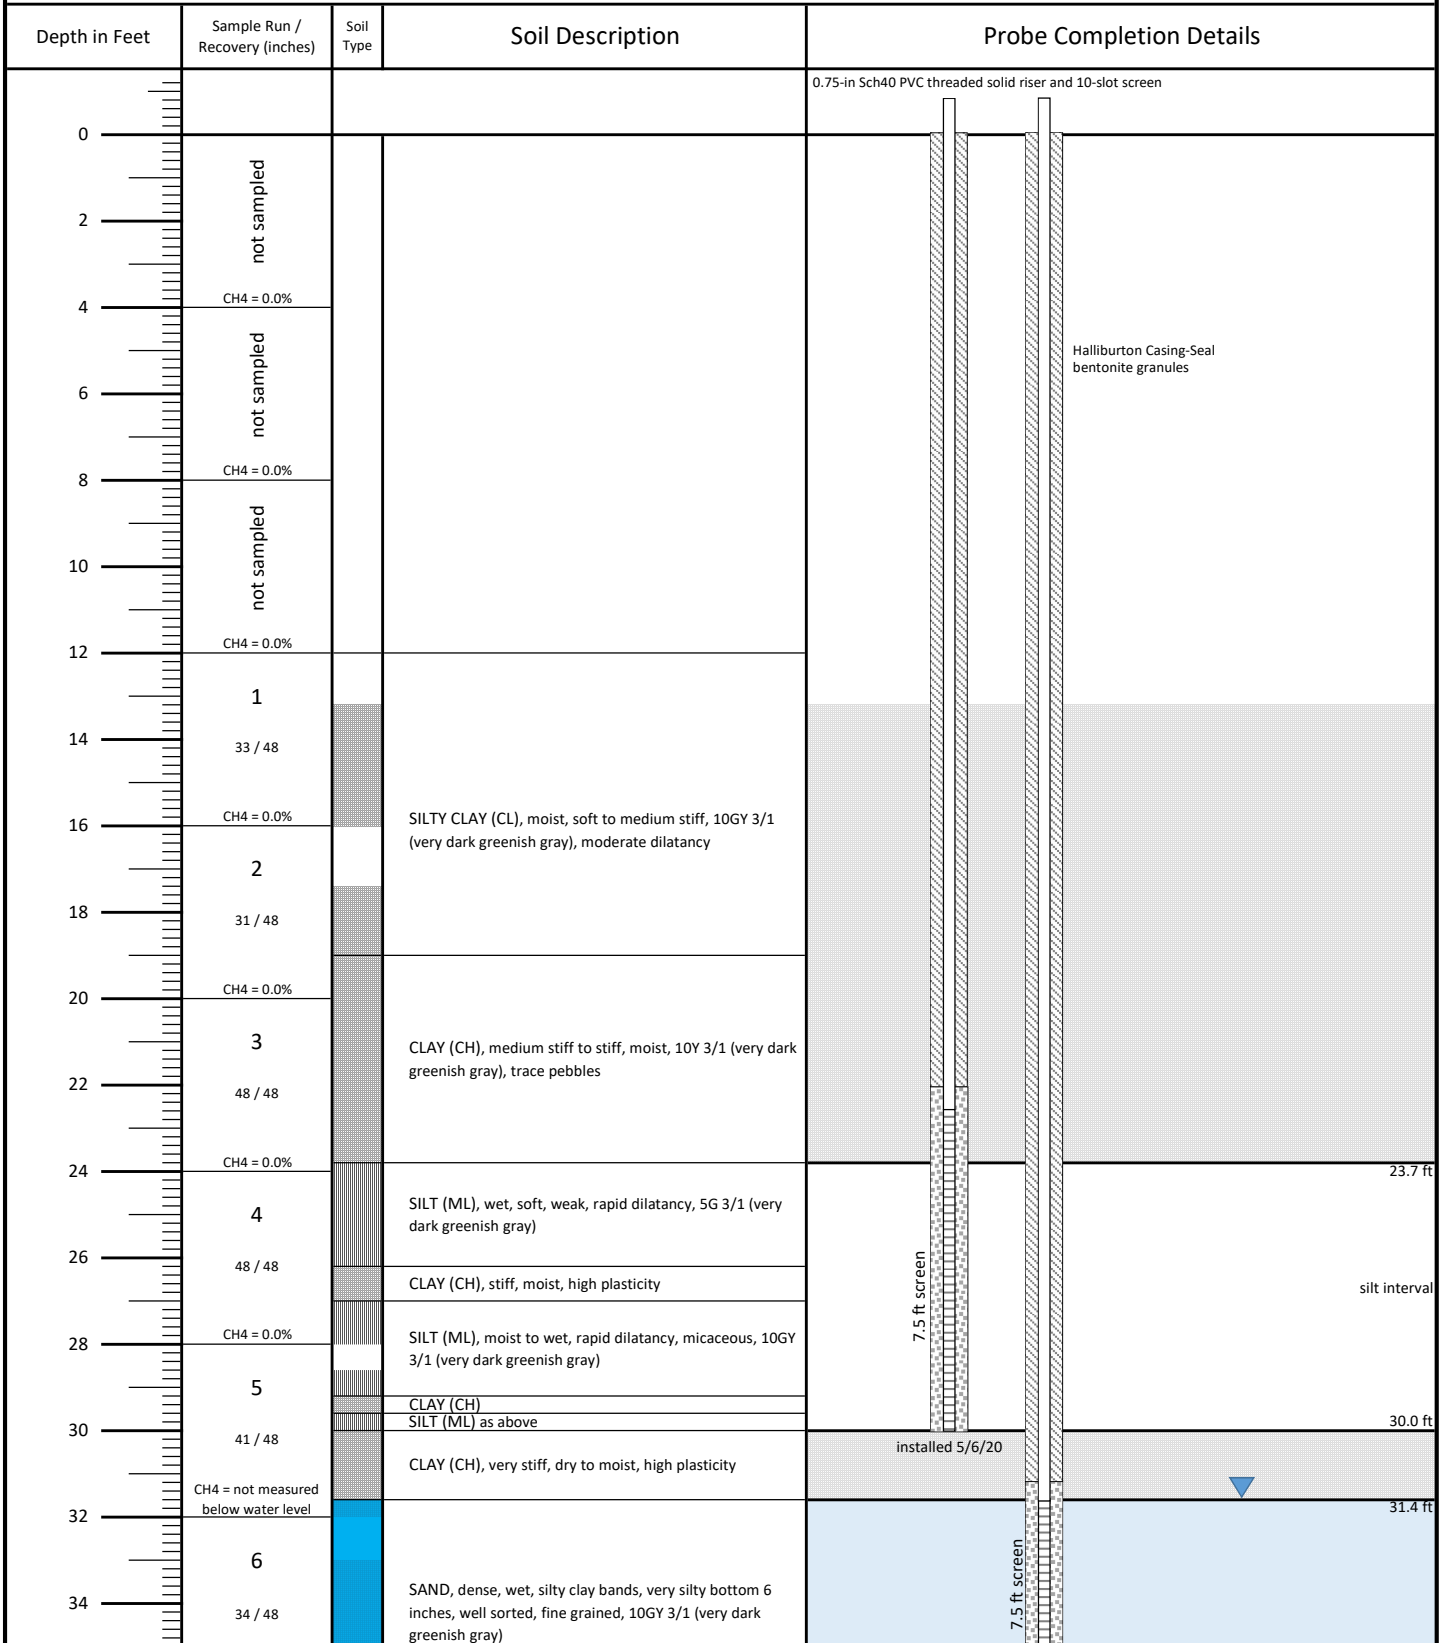 Depth in Feet
Sample Run /
Recovery (inches)
Soil
Type
Soil Description
Probe Completion Details
0.75-in Sch40 PVC threaded solid riser and 10-slot screen
0
not sampled
2
CH4 = 0.0%
4
not sampled
Halliburton Casing-Seal
bentonite granules
6
CH4 = 0.0%
8
not sampled
10
CH4 = 0.0%
12
1
14
33 / 48
CH4 = 0.0%
16
SILTY CLAY (CL), moist, soft to medium stiff, 10GY 3/1
(very dark greenish gray), moderate dilatancy
2
18
31 / 48
CH4 = 0.0%
20
3
CLAY (CH), medium stiff to stiff, moist, 10Y 3/1 (very dark
greenish gray), trace pebbles
22
48 / 48
CH4 = 0.0%
24
23.7 ft
4
SILT (ML), wet, soft, weak, rapid dilatancy, 5G 3/1 (very
dark greenish gray)
26
48 / 48
CLAY (CH), stiff, moist, high plasticity
7.5 ft screen
silt interval
CH4 = 0.0%
28
SILT (ML), moist to wet, rapid dilatancy, micaceous, 10GY
3/1 (very dark greenish gray)
5
CLAY (CH)
SILT (ML) as above
30
30.0 ft
41 / 48
installed 5/6/20
CLAY (CH), very stiff, dry to moist, high plasticity
CH4 = not measured
below water level
31.4 ft
32
6
7.5 ft screen
34
34 / 48
SAND, dense, wet, silty clay bands, very silty bottom 6
inches, well sorted, fine grained, 10GY 3/1 (very dark
greenish gray)